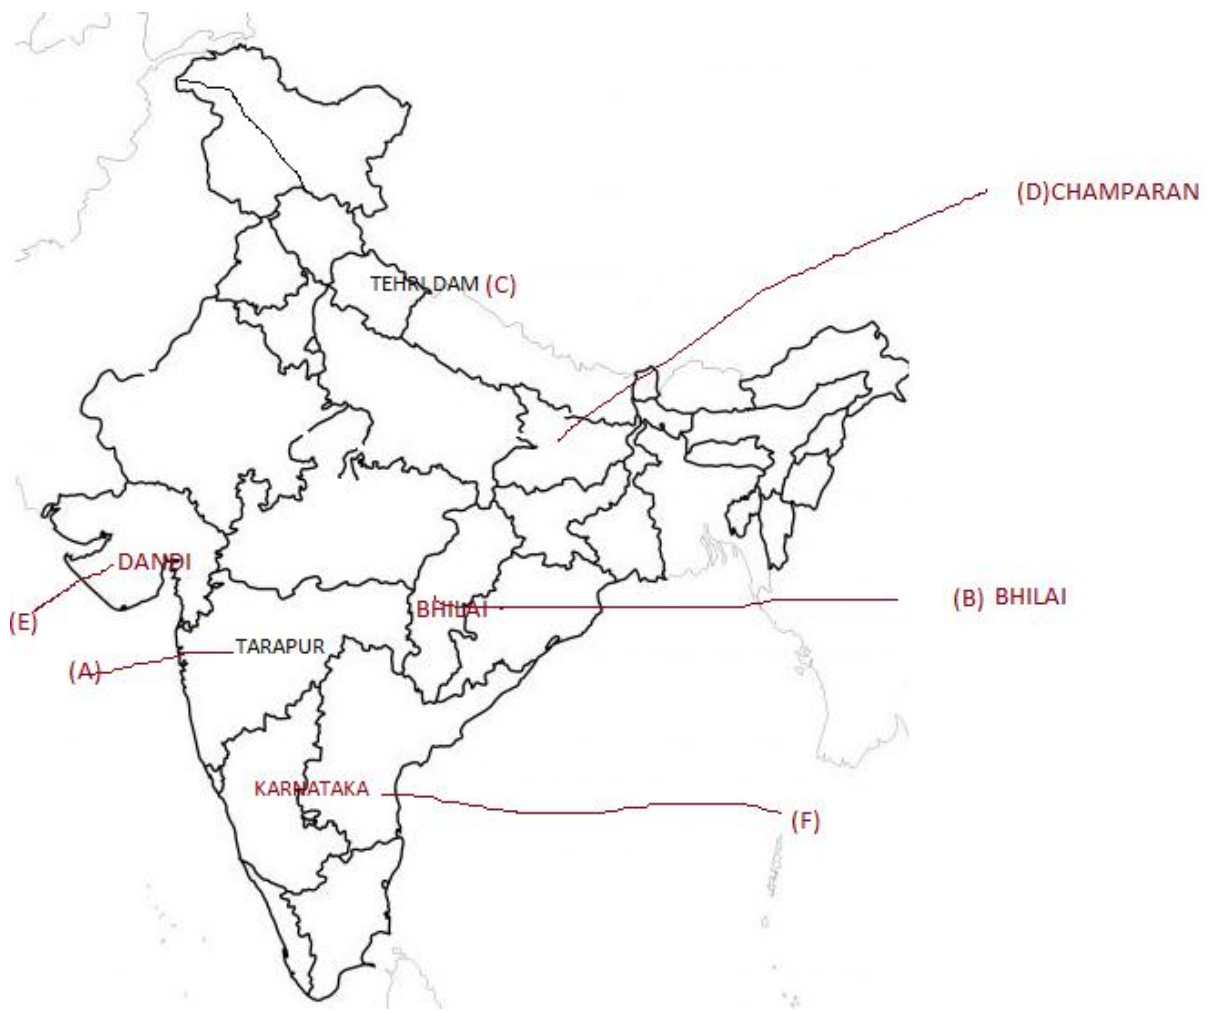 (D)CHAMPARAN
TEHRI DAM (C)
DANDI
(E)
BHILAI
(B) BHILAI
TARAPUR
(A)
KARNATAKA
(F)